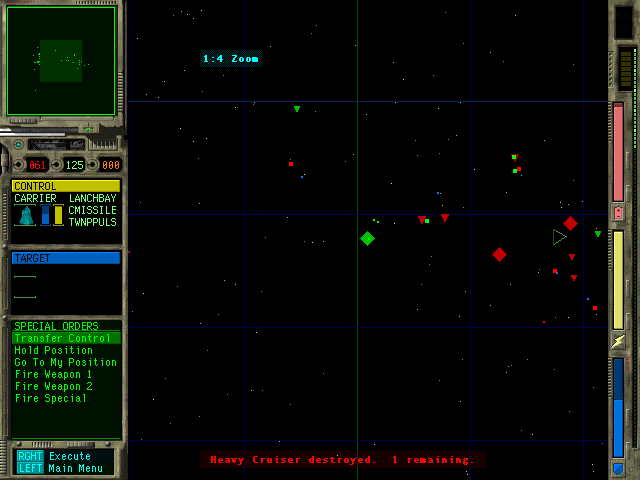 1:4 Zoom
061 125 000
CONTROL
CARRIER LANCHBAY
CMISSILE
TWNPPULS
TARGET
SPECIAL ORDERS
Transfer Control
Hold Position
Go To My Position
Fire Weapon 1
Fire Weapon 2
Fire Special
RGHT Execute
LEFT Main Menu
Heavy Cruiser destroyed. 1 remaining.